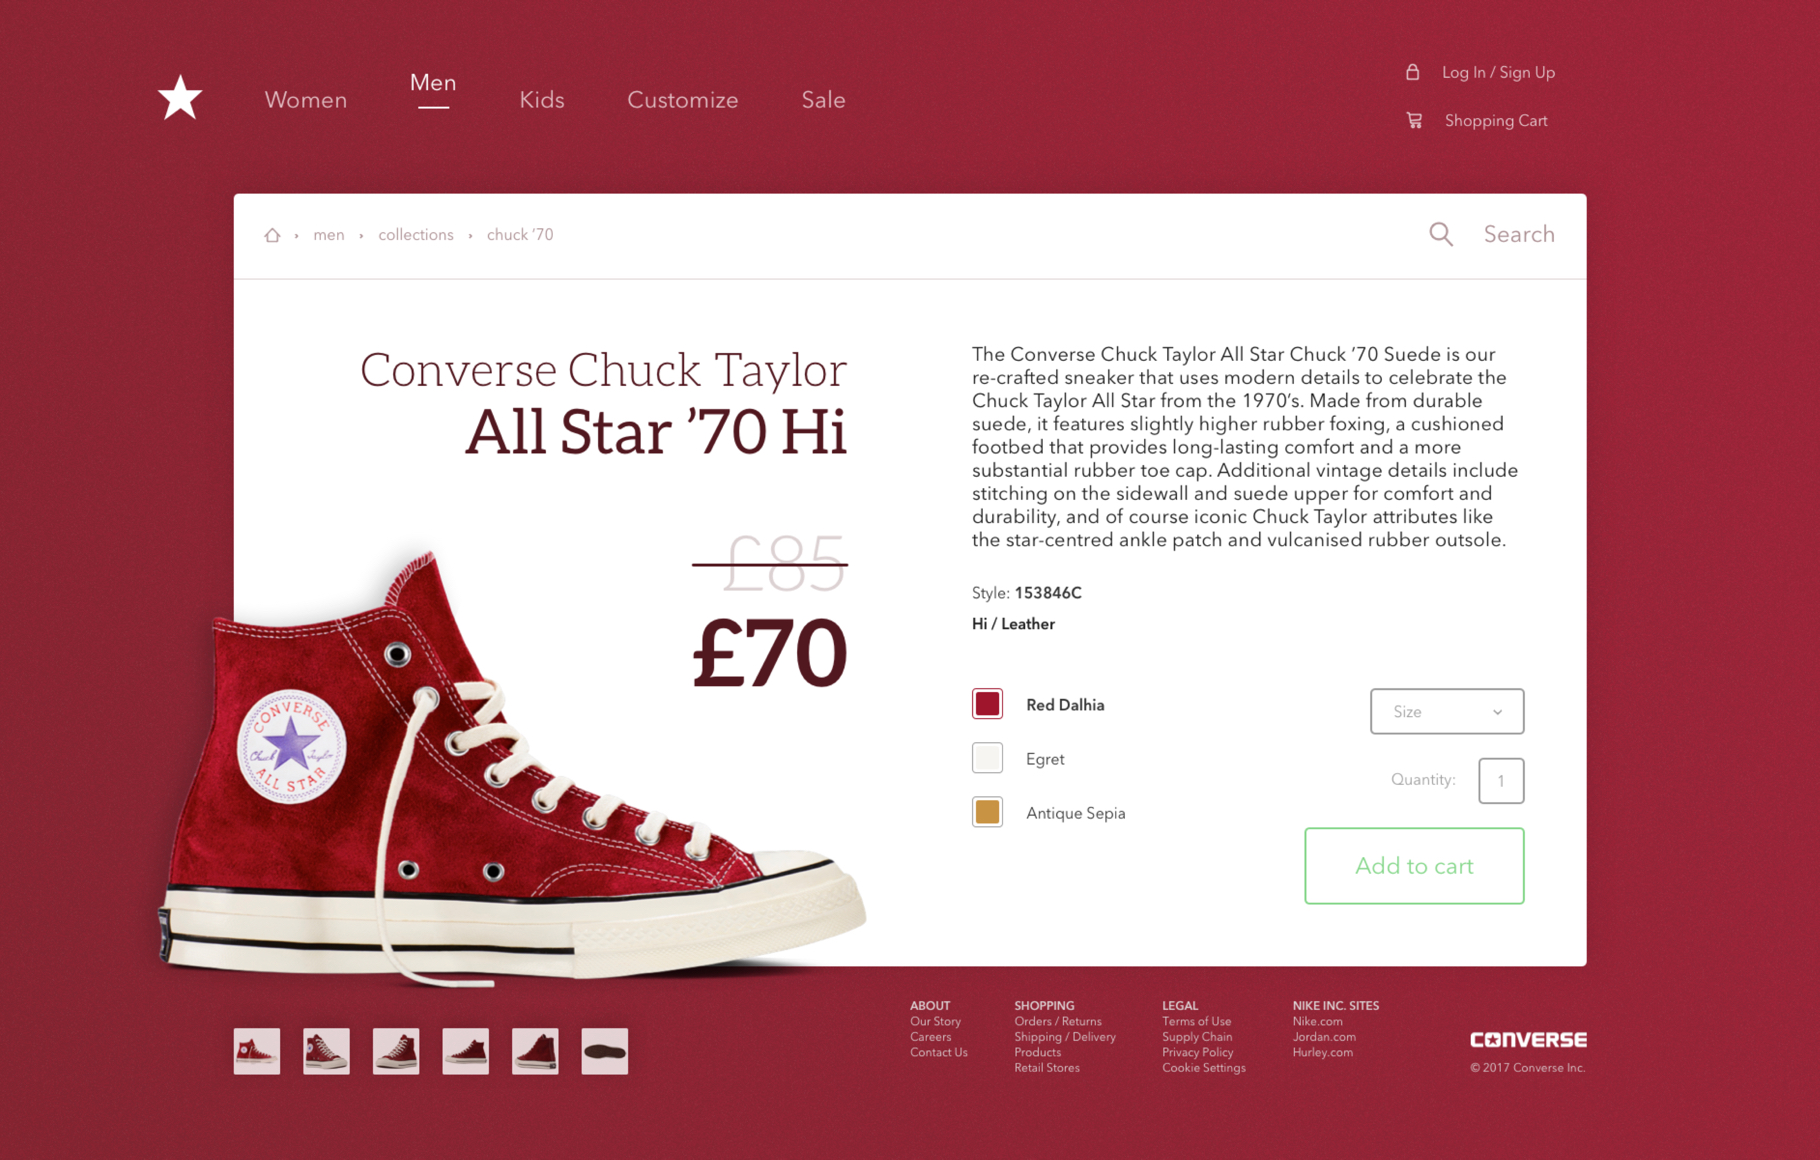 Women
Men
Kids
Customize
Sale
Log In / Sign Up
Shopping Cart
men
collections
chuck ’70
Search
Converse Chuck Taylor
All Star ’70 Hi
£85
£70
CONVERSE
Chuck Taylor
ALL STAR
The Converse Chuck Taylor All Star Chuck ’70 Suede is our
re-crafted sneaker that uses modern details to celebrate the
Chuck Taylor All Star from the 1970’s. Made from durable
suede, it features slightly higher rubber foxing, a cushioned
footbed that provides long-lasting comfort and a more
substantial rubber toe cap. Additional vintage details include
stitching on the sidewall and suede upper for comfort and
durability, and of course iconic Chuck Taylor attributes like
the star-centred ankle patch and vulcanised rubber outsole.
Style: 153846C
Hi / Leather
Red Dalhia
Egret
Antique Sepia
Size
Quantity: 1
Add to cart
ABOUT
Our Story
Careers
Contact Us
SHOPPING
Orders / Returns
Shipping / Delivery
Products
Retail Stores
LEGAL
Terms of Use
Supply Chain
Privacy Policy
Cookie Settings
NIKE INC. SITES
Nike.com
Jordan.com
Hurley.com
CONVERSE
© 2017 Converse Inc.